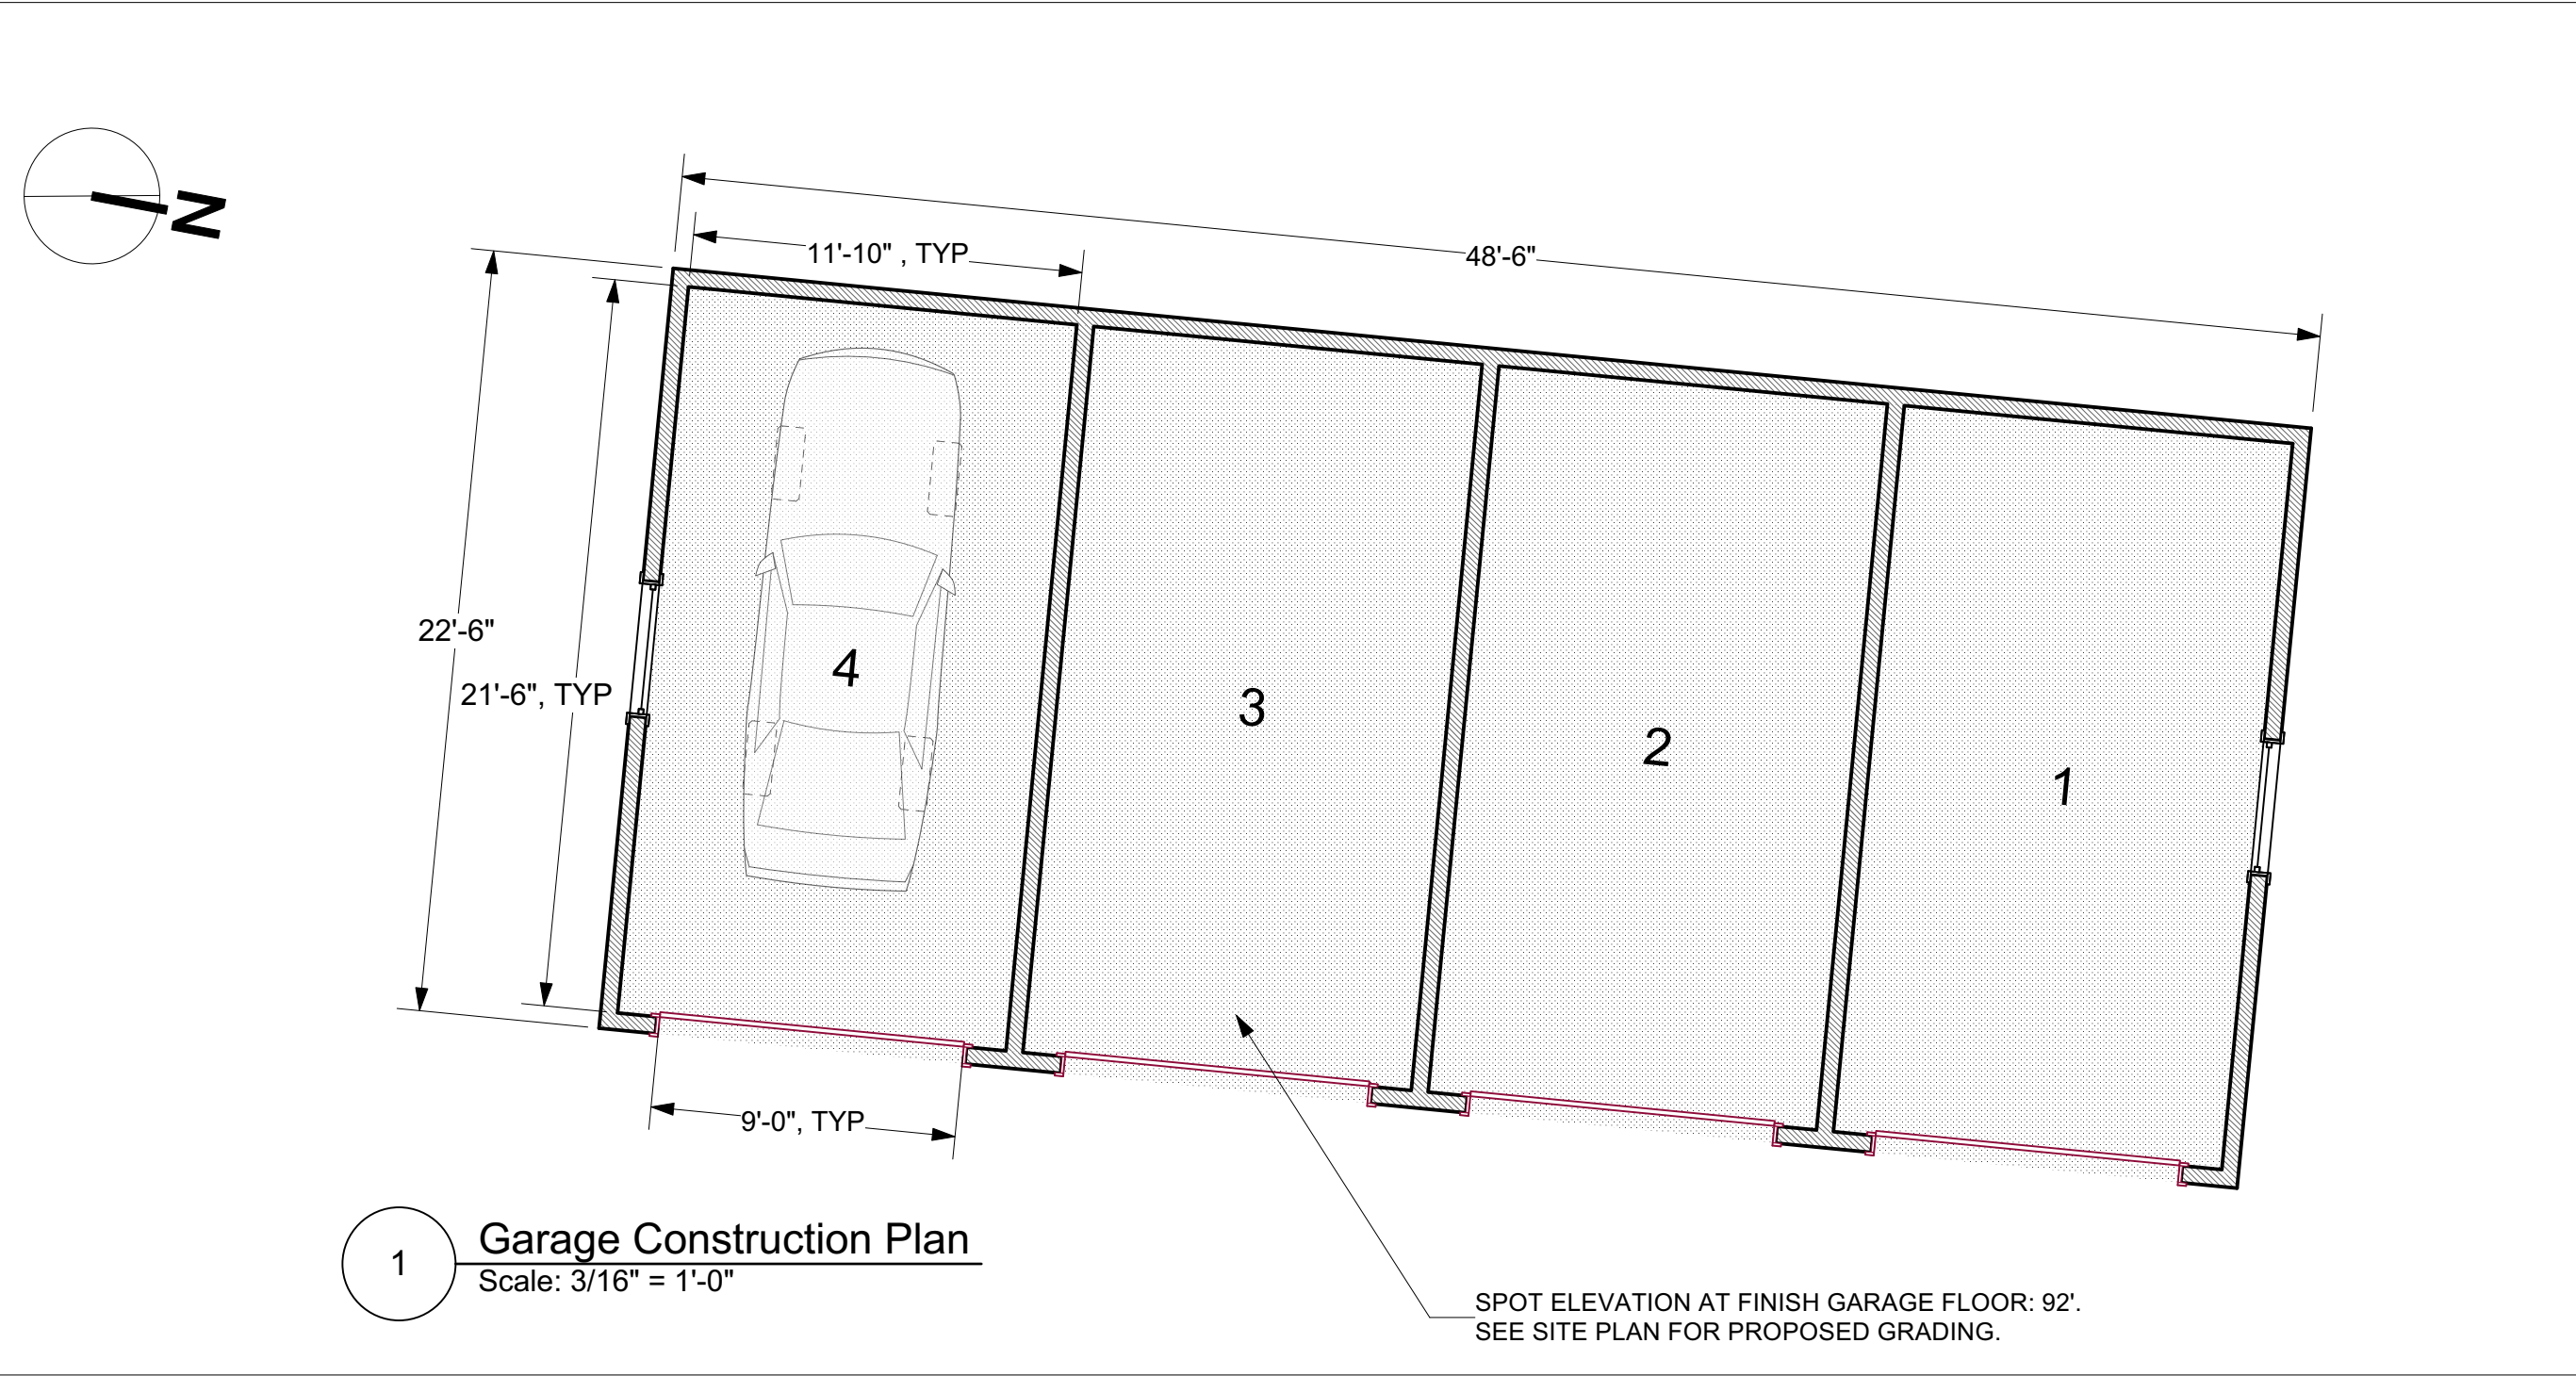 N
48'-6"
11'-10" , TYP
22'-6"
21'-6", TYP
4
3
2
1
9'-0", TYP
1
Garage Construction Plan
Scale: 3/16" = 1'-0"
SPOT ELEVATION AT FINISH GARAGE FLOOR: 92'.
SEE SITE PLAN FOR PROPOSED GRADING.